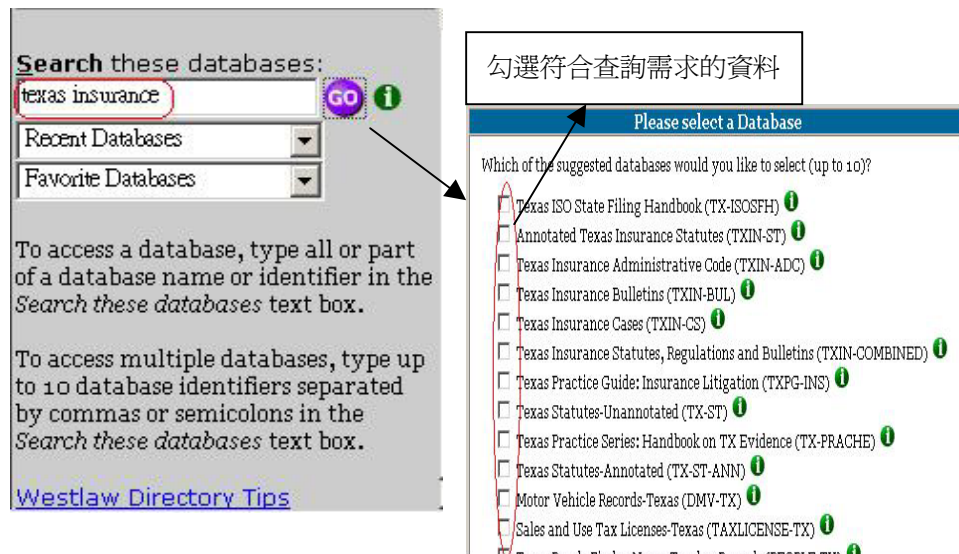 Search these databases:
texas insurance
GO
Recent Databases
Favorite Databases
To access a database, type all or part
of a database name or identifier in the
Search these databases text box.
To access multiple databases, type up
to 10 database identifiers separated
by commas or semicolons in the
Search these databases text box.
Westlaw Directory Tips
勾選符合查詢需求的資料
Please select a Database
Which of the suggested databases would you like to select (up to 10)?
Texas ISO State Filing Handbook (TX-ISOSFH)
Annotated Texas Insurance Statutes (TXIN-ST)
Texas Insurance Administrative Code (TXIN-ADC)
Texas Insurance Bulletins (TXIN-BUL)
Texas Insurance Cases (TXIN-CS)
Texas Insurance Statutes, Regulations and Bulletins (TXIN-COMBINED)
Texas Practice Guide: Insurance Litigation (TXPG-INS)
Texas Statutes-Unannotated (TX-ST)
Texas Practice Series: Handbook on TX Evidence (TX-PRACHE)
Texas Statutes-Annotated (TX-ST-ANN)
Motor Vehicle Records-Texas (DMV-TX)
Sales and Use Tax Licenses-Texas (TAXLICENSE-TX)